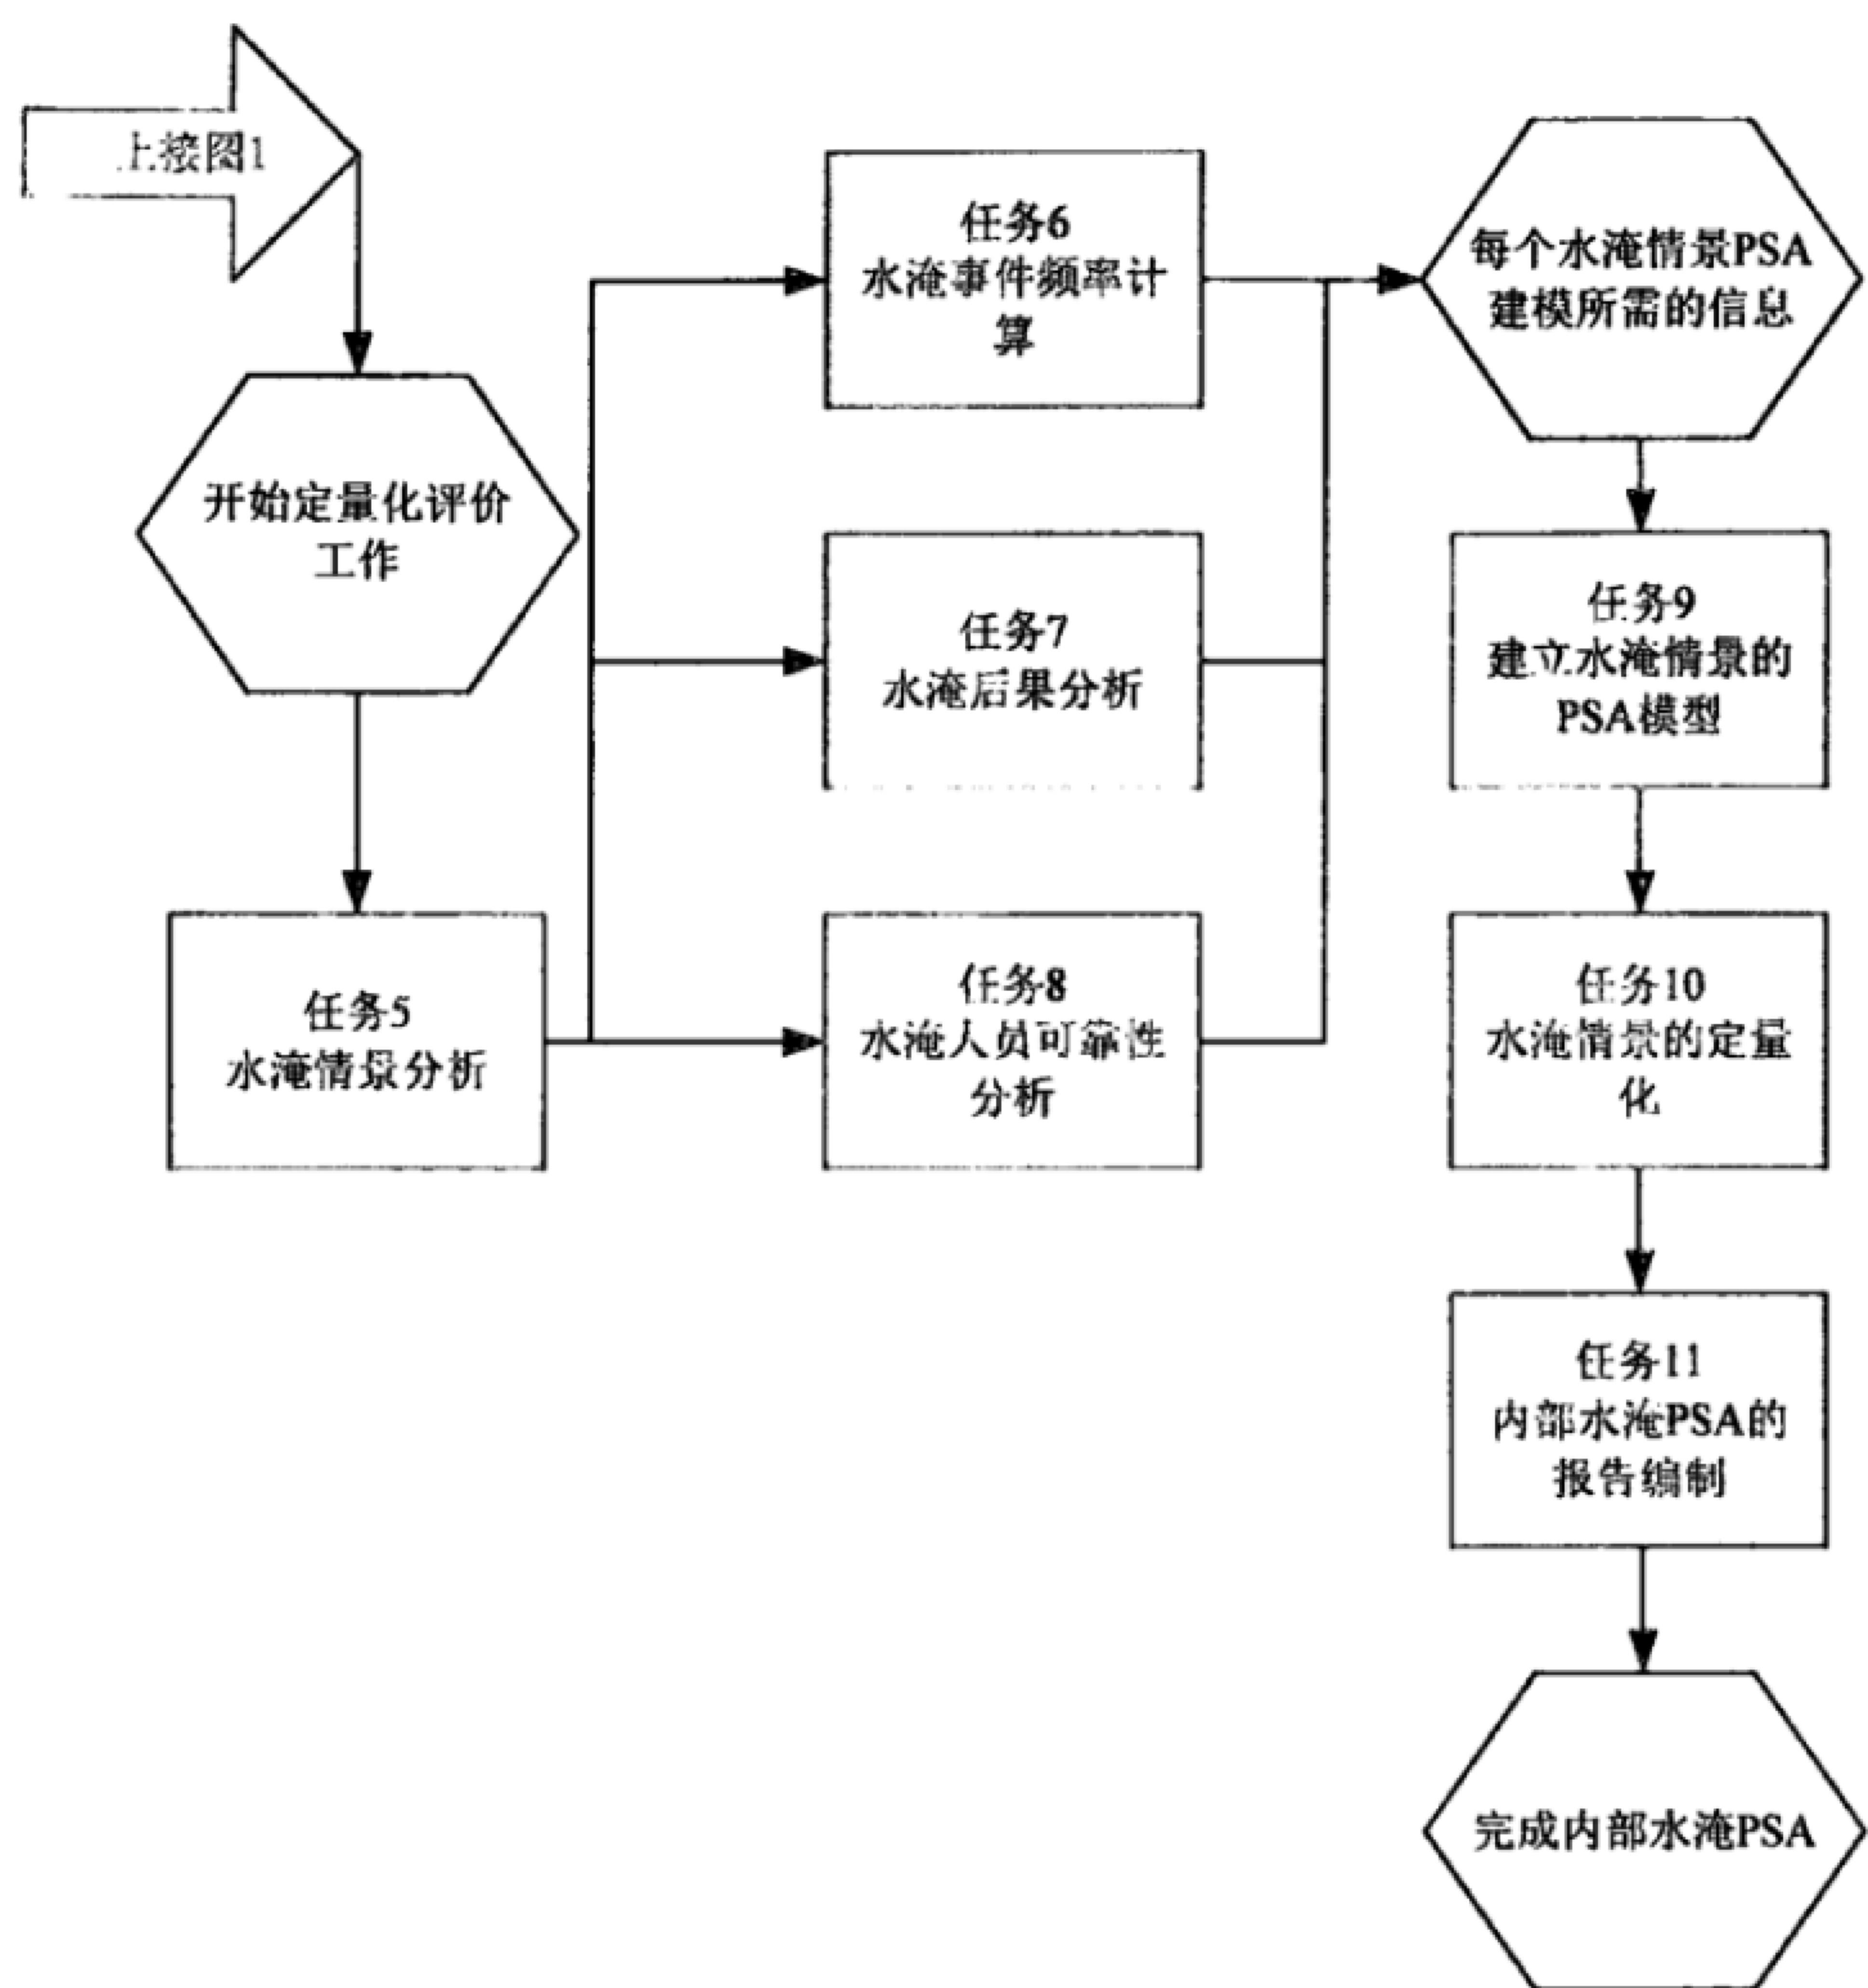 上接图1
开始定量化评价
工作
任务5
水淹情景分析
任务6
水淹事件频率计
算
任务7
水淹后果分析
任务8
水淹人员可靠性
分析
每个水淹情景PSA
建模所需的信息
任务9
建立水淹情景的
PSA模型
任务10
水淹情景的定量
化
任务11
内部水淹PSA的
报告编制
完成内部水淹PSA